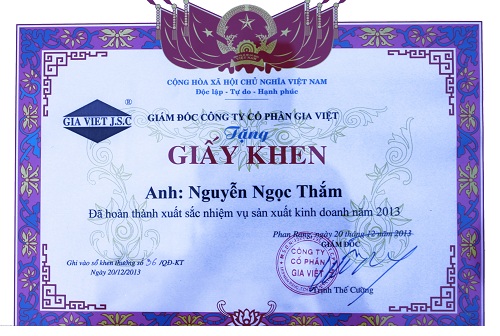 CỘNG HÒA XÃ HỘI CHỦ NGHĨA VIỆT NAM
Độc lập - Tự do - Hạnh phúc
GIA VIET J.S.C ®
GIÁM ĐỐC CÔNG TY CỔ PHẦN GIA VIỆT
Tặng
GIẤY KHEN
Anh: Nguyễn Ngọc Thắm
Đã hoàn thành xuất sắc nhiệm vụ sản xuất kinh doanh năm 2013
Phan Rang, ngày 20 tháng 12 năm 2013
GIÁM ĐỐC
CÔNG TY
CỔ PHẦN
GIA VIỆT
Ghi vào sổ khen thưởng số 56 /QĐ-KT
Ngày 20/12/2013
Trịnh Thế Cường